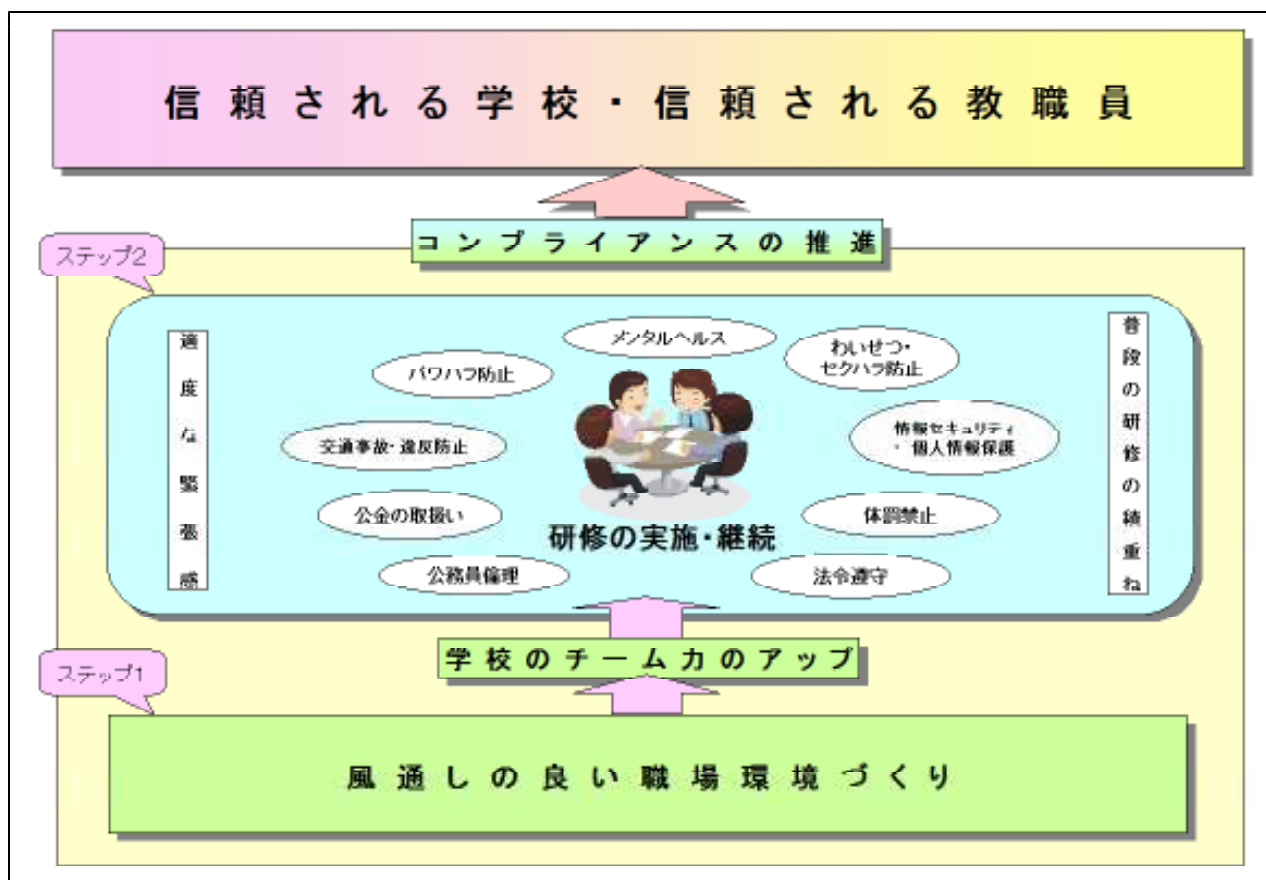 信頼される学校・信頼される教職員
コンプライアンスの推進
ステップ2
適度な緊張感
メンタルヘルス
パワハラ防止
わいせつ・
セクハラ防止
交通事故・違反防止
情報セキュリティ
・個人情報保護
公金の取扱い
体罰禁止
研修の実施・継続
公務員倫理
法令遵守
普段の研修の積重ね
学校のチーム力のアップ
ステップ1
風通しの良い職場環境づくり